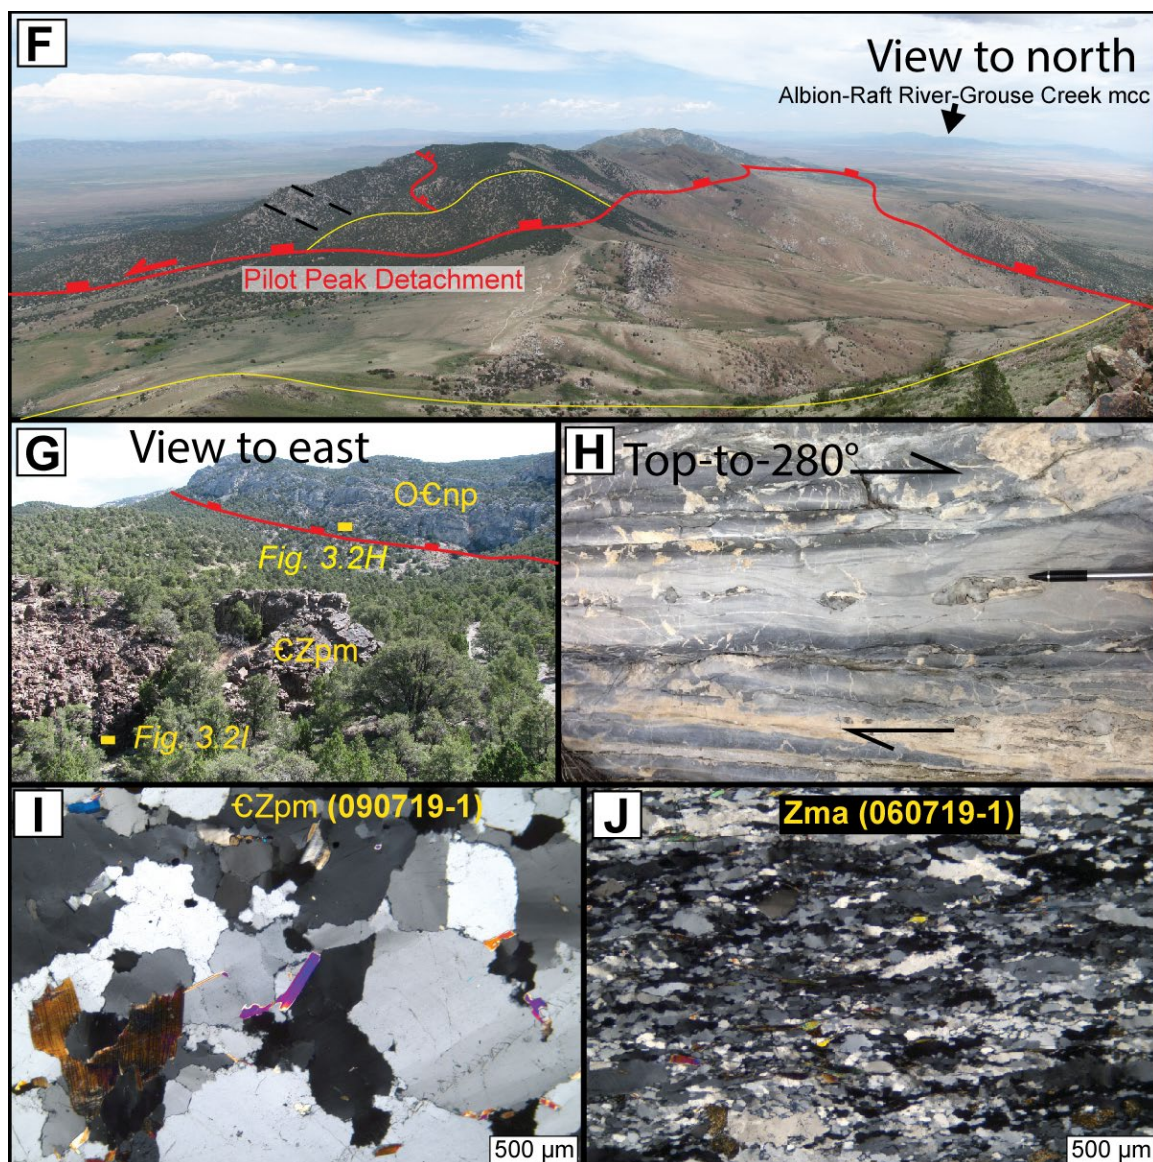 F
View to north
Albion-Raft River-Grouse Creek mcc
Pilot Peak Detachment
G
View to east
O€np
Fig. 3.2H
€Zpm
Fig. 3.2I
H
Top-to-280°
I
€Zpm (090719-1)
500 µm
J
Zma (060719-1)
500 µm